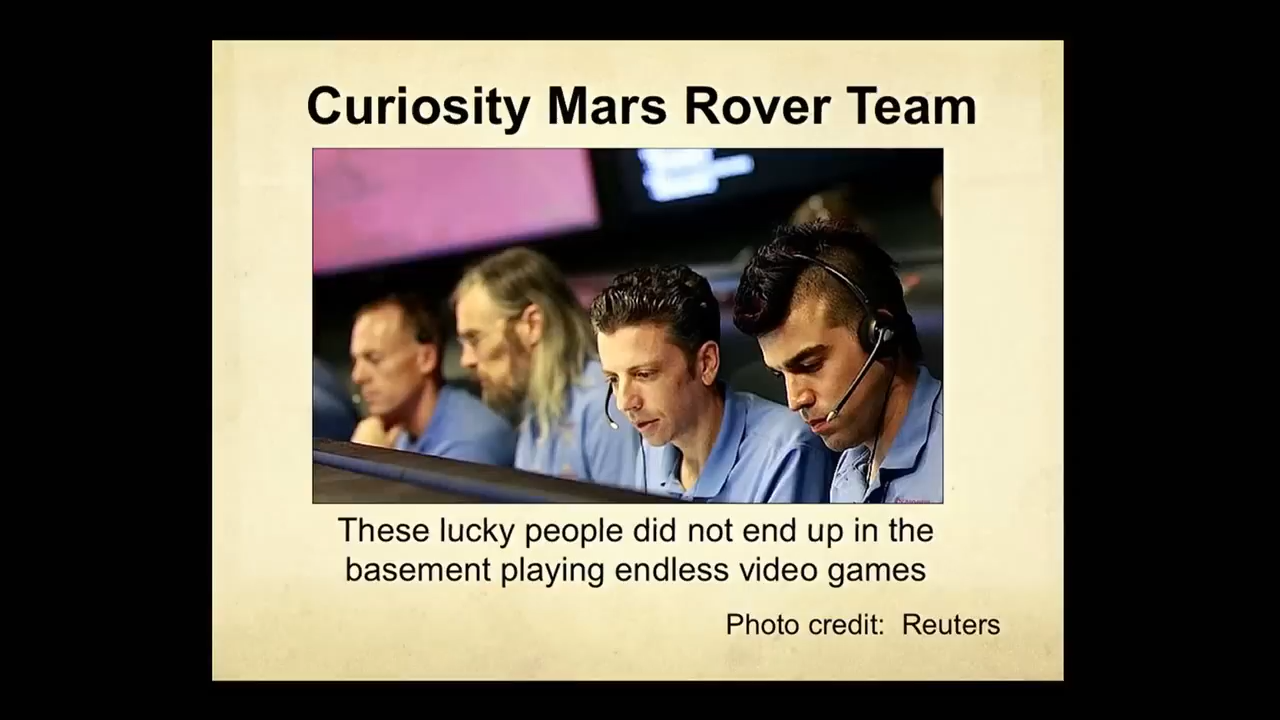 Curiosity Mars Rover Team
These lucky people did not end up in the
basement playing endless video games
Photo credit: Reuters